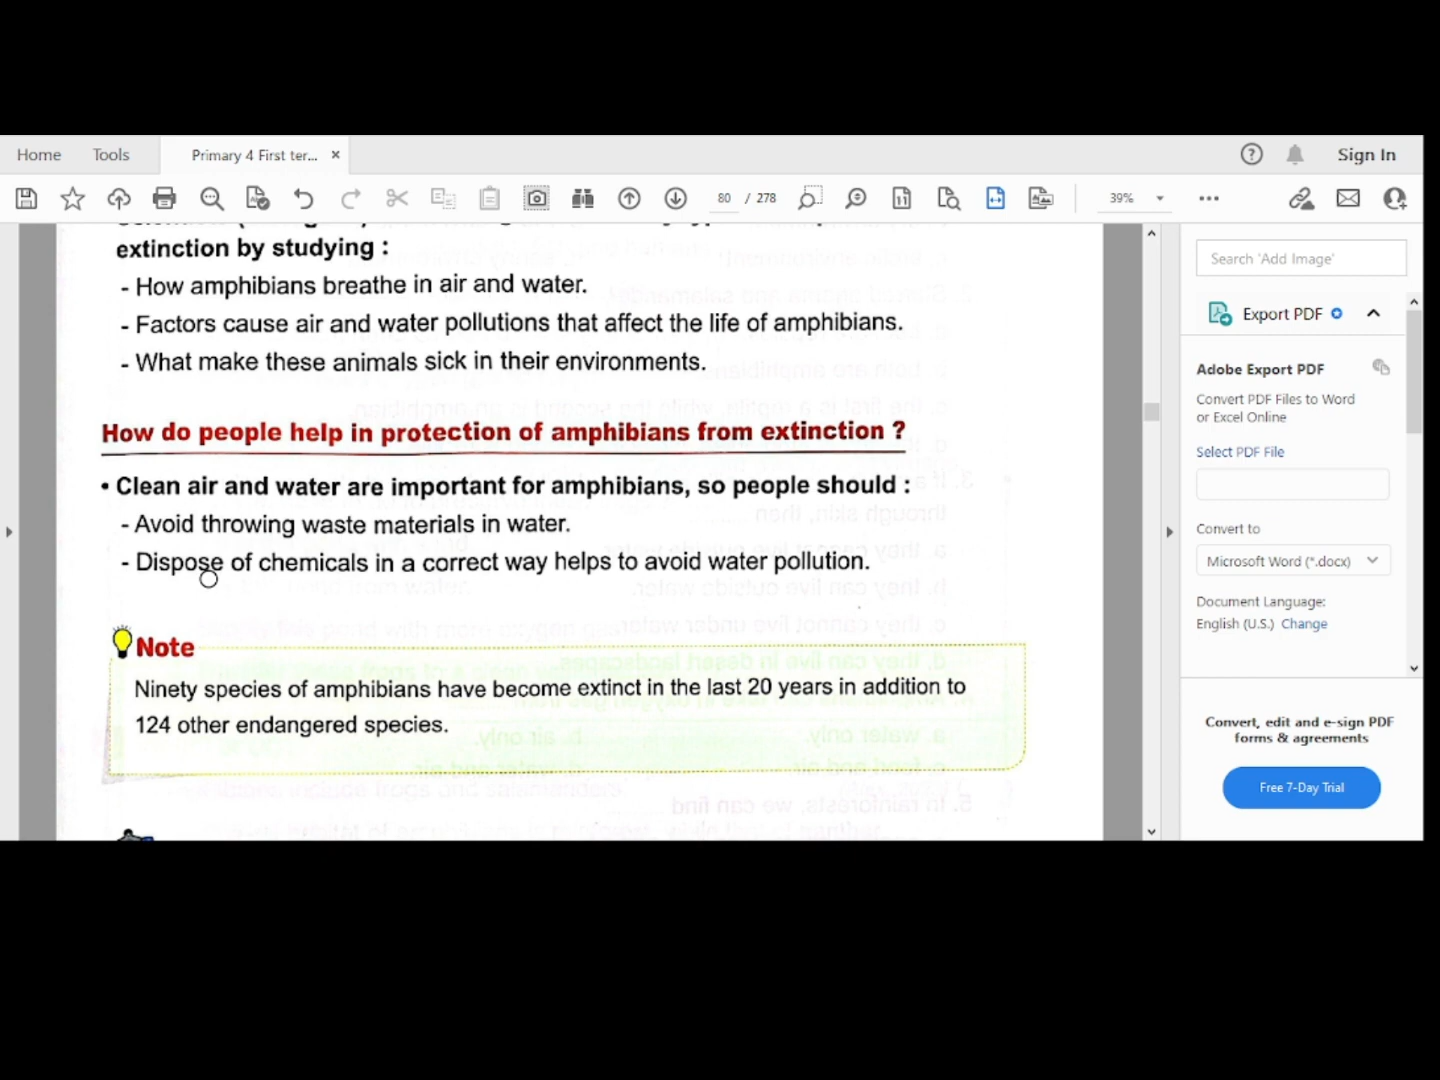 Home Tools Primary 4 First ter... × Sign In
80 / 278 39%
extinction by studying :
- How amphibians breathe in air and water.
- Factors cause air and water pollutions that affect the life of amphibians.
- What make these animals sick in their environments.
How do people help in protection of amphibians from extinction ?
• Clean air and water are important for amphibians, so people should :
- Avoid throwing waste materials in water.
- Dispose of chemicals in a correct way helps to avoid water pollution.
Note
Ninety species of amphibians have become extinct in the last 20 years in addition to
124 other endangered species.
Search 'Add Image'
Export PDF
Adobe Export PDF
Convert PDF Files to Word
or Excel Online
Select PDF File
Convert to
Microsoft Word (*.docx)
Document Language:
English (U.S.) Change
Convert, edit and e-sign PDF
forms & agreements
Free 7-Day Trial